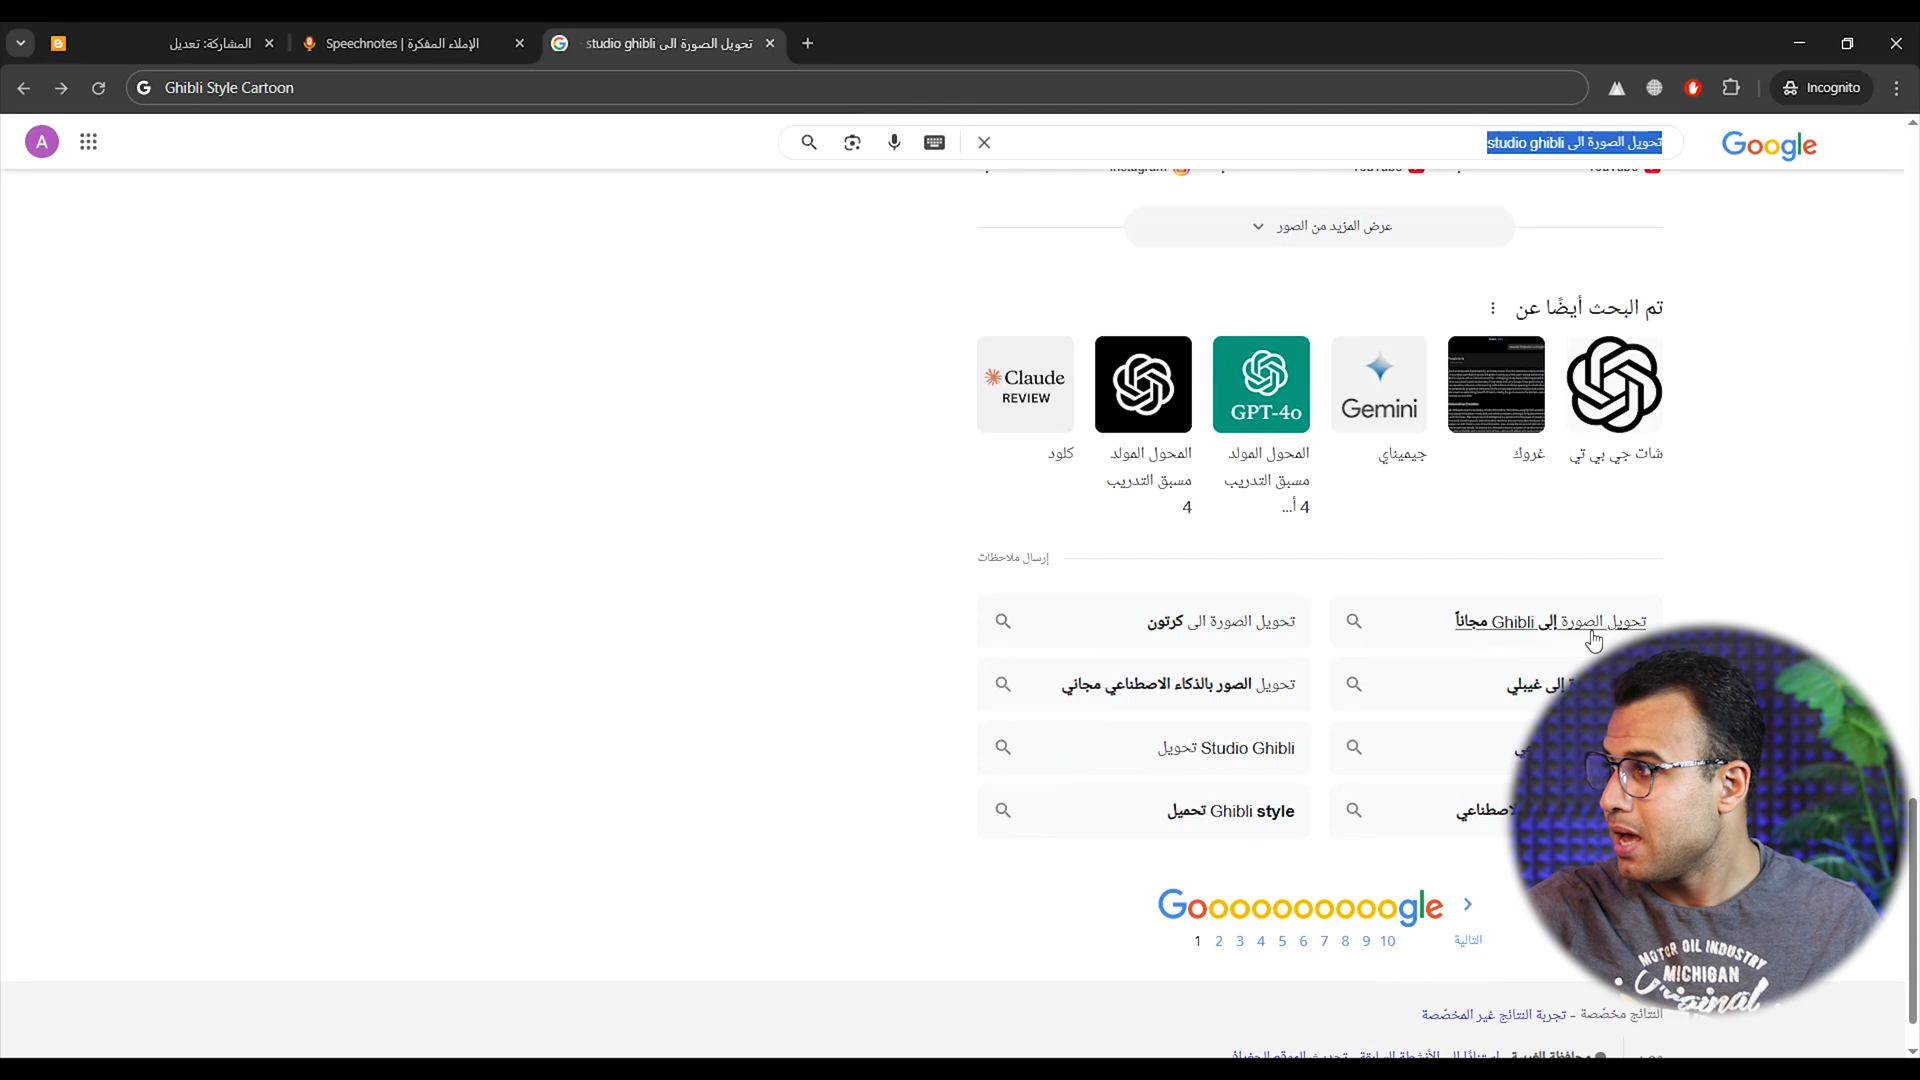 المشاركة: تعديل
Speechnotes | الإملاء المفكرة
تحويل الصورة الى studio ghibli
Ghibli Style Cartoon
Incognito
A
تحويل الصورة الى studio ghibli
Google
عرض المزيد من الصور
تم البحث أيضًا عن
Claude
REVIEW
GPT-4o
Gemini
شات جي بي تي
غروك
جيميناي
المحول المولد
مسبق التدريب
4 أ...
المحول المولد
مسبق التدريب
4
كلود
إرسال ملاحظات
تحويل الصورة إلى Ghibli مجاناً
تحويل الصورة الى كرتون
إلى غيبلي
تحويل الصور بالذكاء الاصطناعي مجاني
Studio Ghibli تحويل
Ghibli style تحميل
Goooooooooogle
1 2 3 4 5 6 7 8 9 10
التالية
MOTOR OIL INDUSTRY
MICHIGAN
Original
النتائج مخصّصة - تجربة النتائج غير المخصّصة